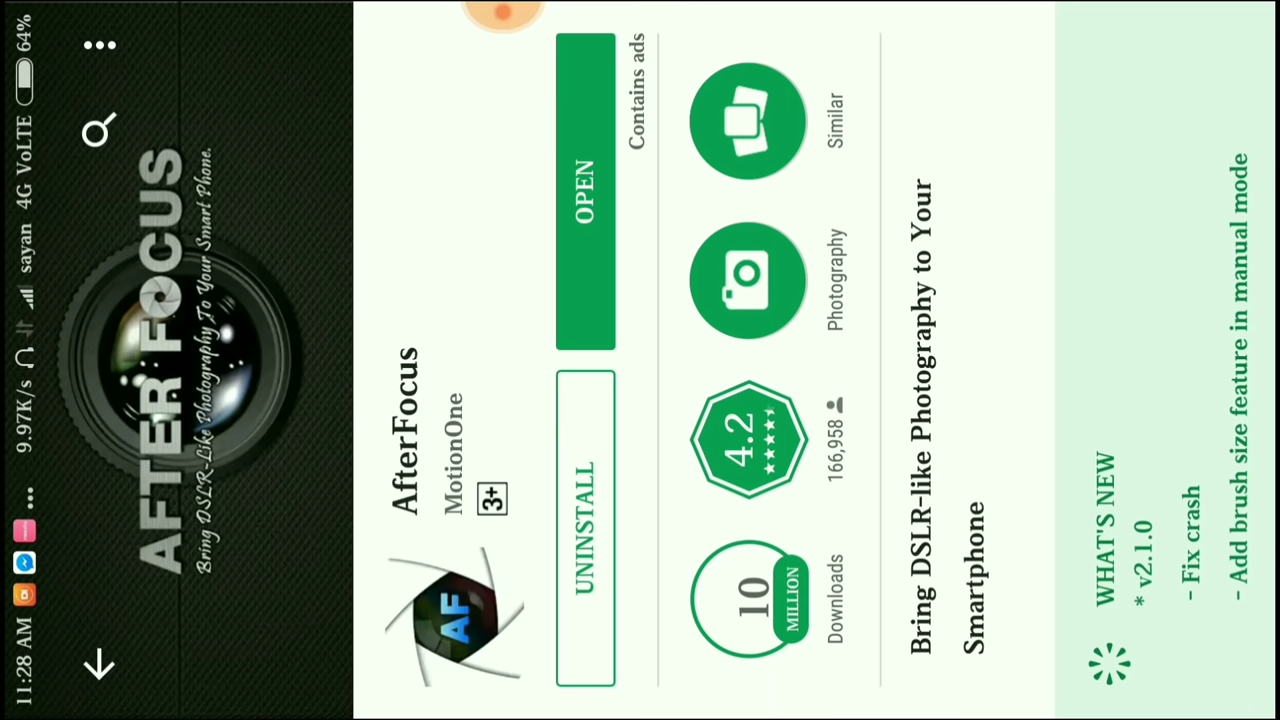 11:28 AM ... 9.97K/s sayan 4G VoLTE 64%
AFTER FOCUS
Bring DSLR-Like Photography To Your Smart Phone.
AF
AfterFocus
MotionOne
3+
UNINSTALL OPEN
Contains ads
10 MILLION 4.2
Downloads 166,958 Photography Similar
Bring DSLR-like Photography to Your
Smartphone
WHAT'S NEW
* v2.1.0
- Fix crash
- Add brush size feature in manual mode